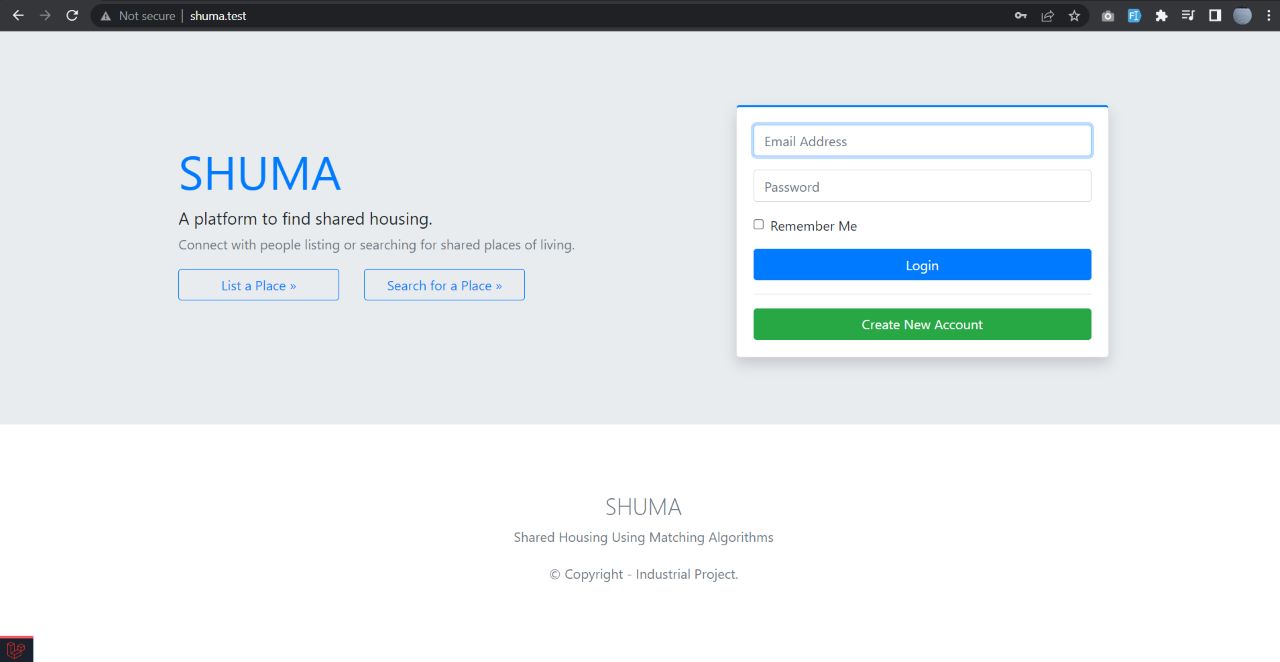 Not secure | shuma.test
SHUMA
A platform to find shared housing.
Connect with people listing or searching for shared places of living.
List a Place »
Search for a Place »
Email Address
Password
Remember Me
Login
Create New Account
SHUMA
Shared Housing Using Matching Algorithms
© Copyright - Industrial Project.